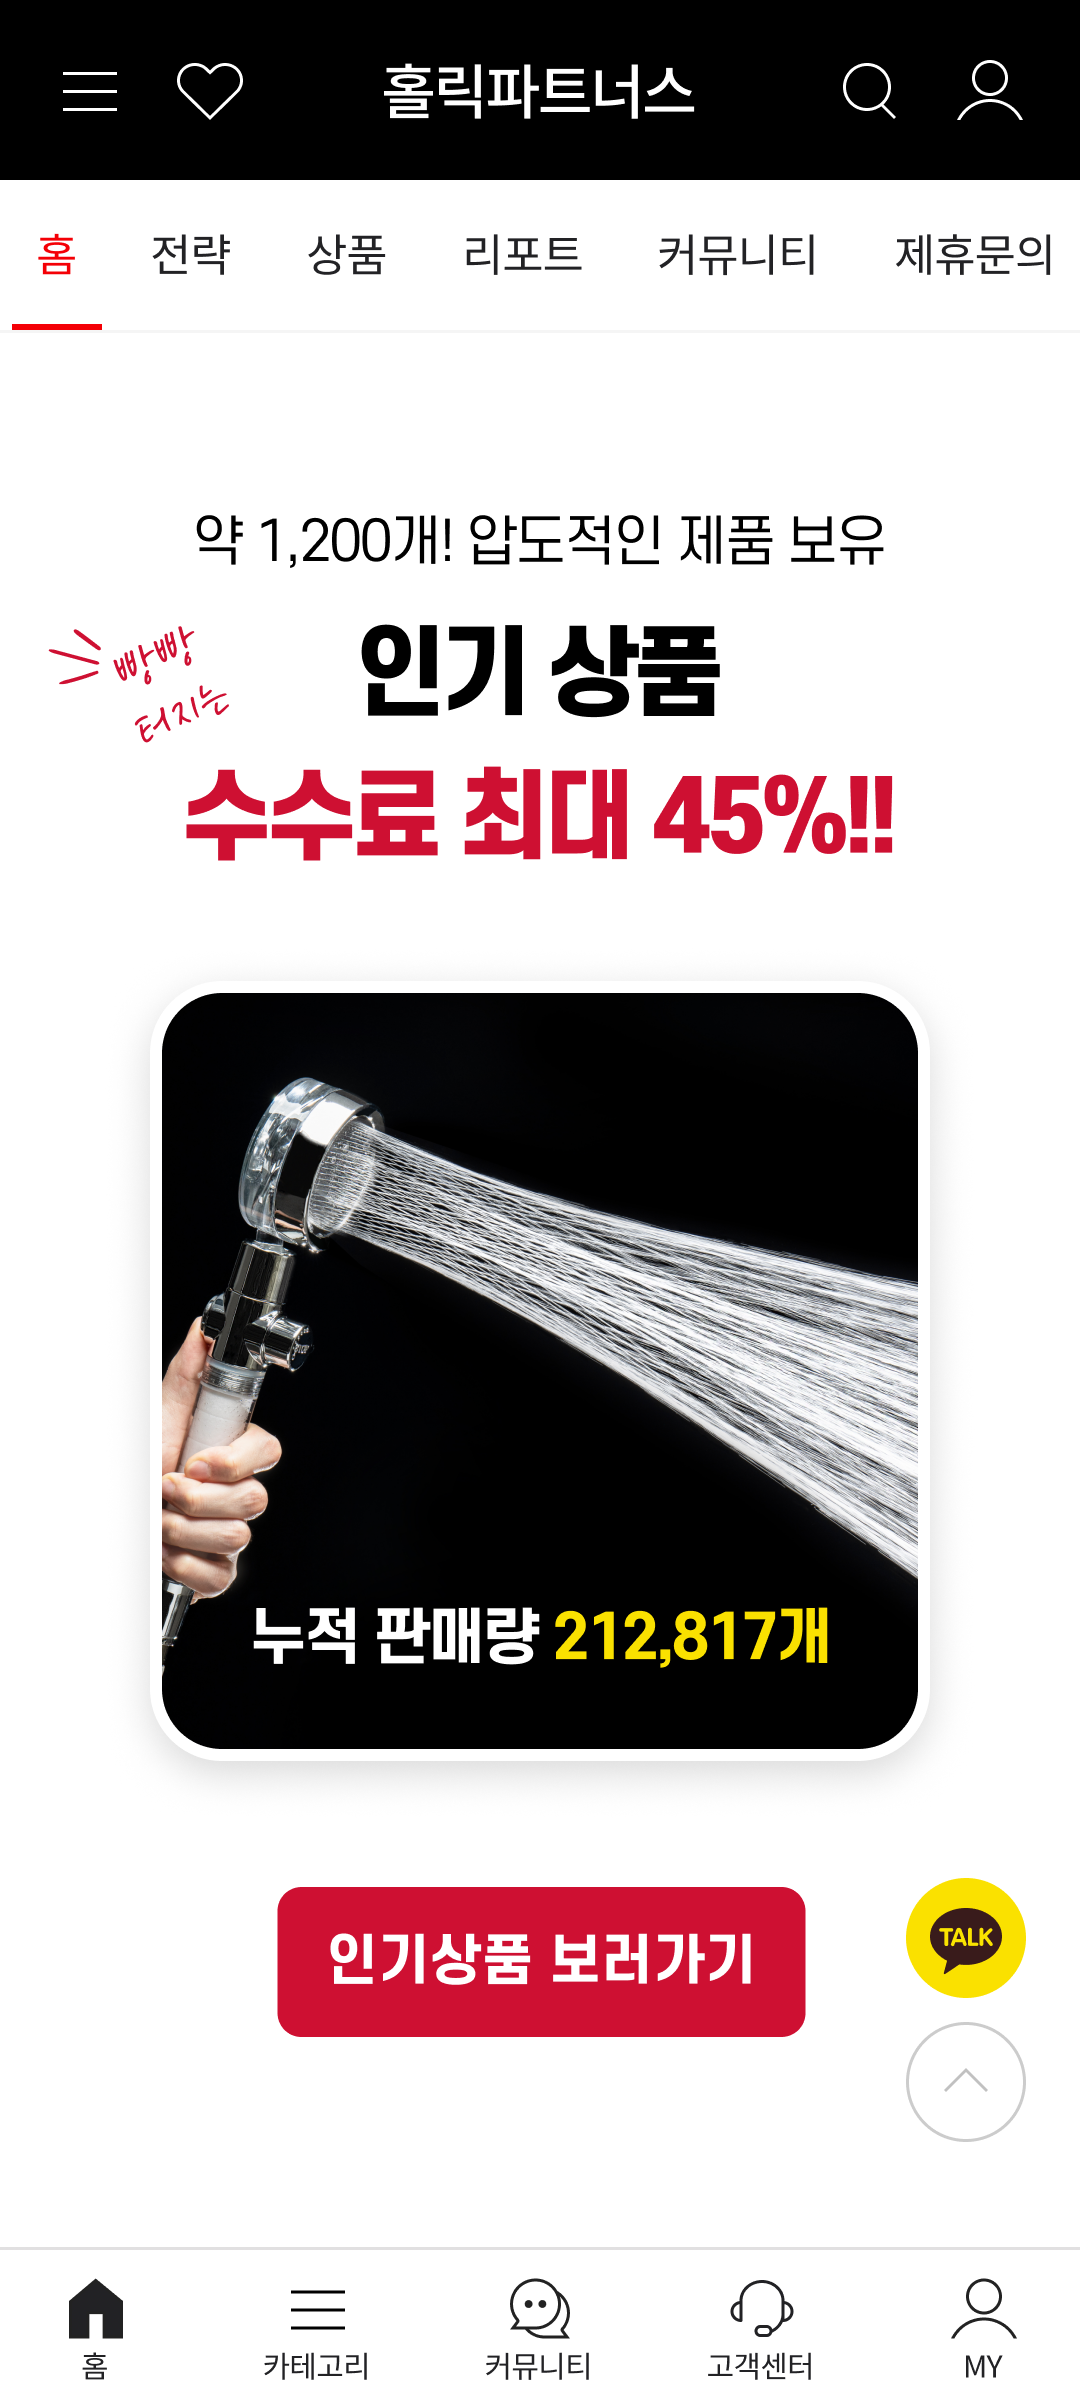 홀릭파트너스
홈 전략 상품 리포트 커뮤니티 제휴문의
약 1,200개! 압도적인 제품 보유
빵빵
터지는
인기 상품
수수료 최대 45%!!
누적 판매량 212,817개
인기상품 보러가기
TALK
홈 카테고리 커뮤니티 고객센터 MY